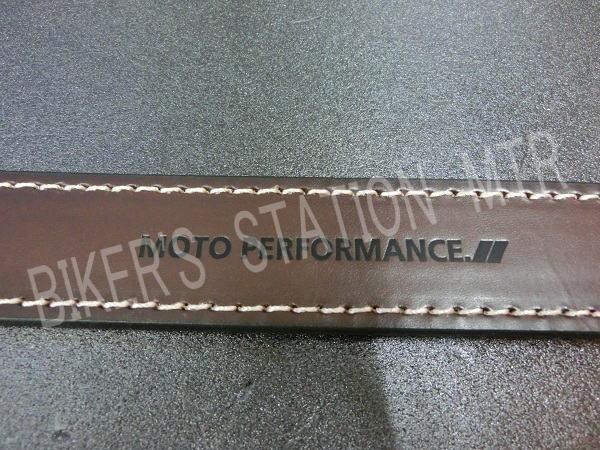 MOTO PERFORMANCE.///
BIKERS STATION MTR